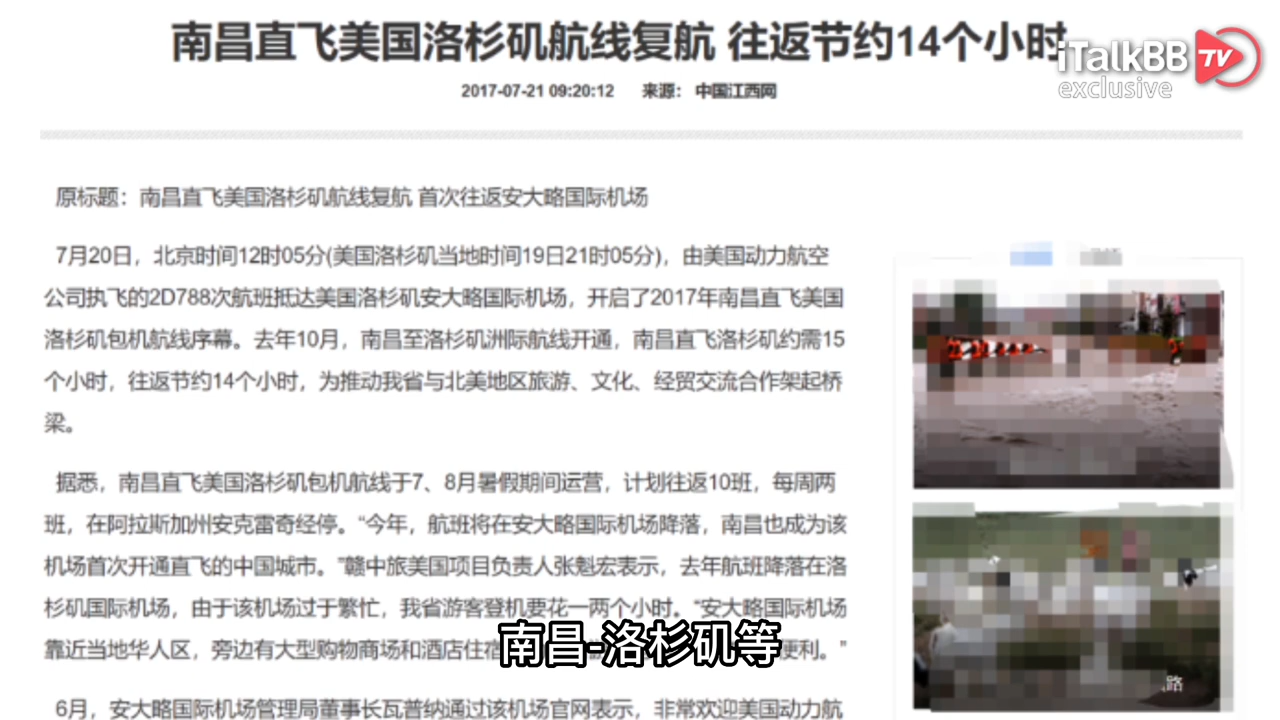 南昌直飞美国洛杉矶航线复航 往返节约14个小时
iTalkBB TV
exclusive
2017-07-21 09:20:12 来源： 中国江西网
原标题：南昌直飞美国洛杉矶航线复航 首次往返安大略国际机场
7月20日，北京时间12时05分(美国洛杉矶当地时间19日21时05分)，由美国动力航空
公司执飞的2D788次航班抵达美国洛杉矶安大略国际机场，开启了2017年南昌直飞美国
洛杉矶包机航线序幕。去年10月，南昌至洛杉矶洲际航线开通，南昌直飞洛杉矶约需15
个小时，往返节约14个小时，为推动我省与北美地区旅游、文化、经贸交流合作架起桥
梁。
据悉，南昌直飞美国洛杉矶包机航线于7、8月暑假期间运营，计划往返10班，每周两
班，在阿拉斯加州安克雷奇经停。“今年，航班将在安大略国际机场降落，南昌也成为该
机场首次开通直飞的中国城市。”赣中旅美国项目负责人张魁宏表示，去年航班降落在洛
杉矶国际机场，由于该机场过于繁忙，我省游客登机要花一两个小时。“安大略国际机场
靠近当地华人区，旁边有大型购物商场和酒店住宿 便利。”
南昌-洛杉矶等
路
6月，安大略国际机场管理局董事长瓦普纳通过该机场官网表示，非常欢迎美国动力航